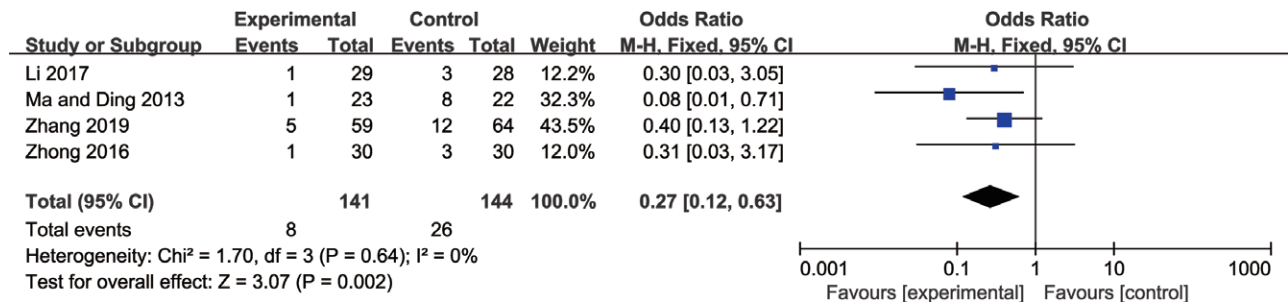 Experimental Control Odds Ratio Odds Ratio
Study or Subgroup Events Total Events Total Weight M-H, Fixed, 95% CI M-H, Fixed, 95% CI
Li 2017 1 29 3 28 12.2% 0.30 [0.03, 3.05]
Ma and Ding 2013 1 23 8 22 32.3% 0.08 [0.01, 0.71]
Zhang 2019 5 59 12 64 43.5% 0.40 [0.13, 1.22]
Zhong 2016 1 30 3 30 12.0% 0.31 [0.03, 3.17]
Total (95% CI) 141 144 100.0% 0.27 [0.12, 0.63]
Total events 8 26
Heterogeneity: Chi² = 1.70, df = 3 (P = 0.64); I² = 0%
Test for overall effect: Z = 3.07 (P = 0.002)
0.001 0.1 1 10 1000
Favours [experimental] Favours [control]